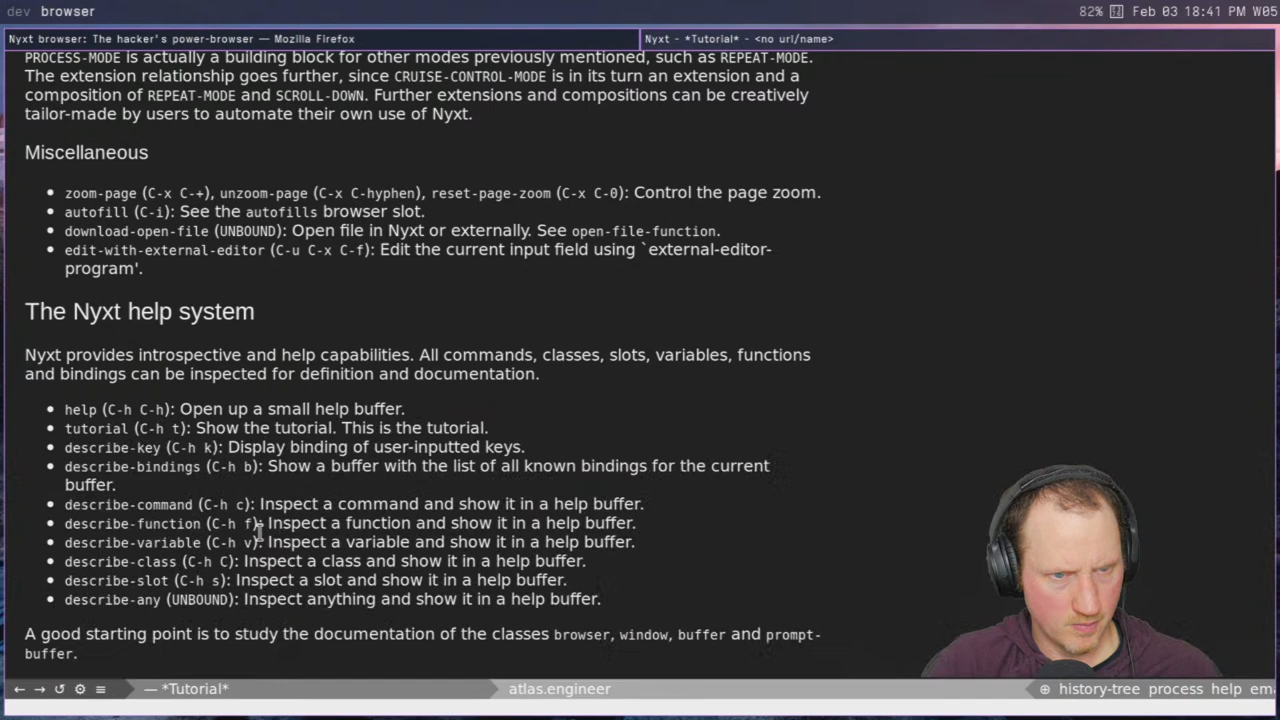 dev browser
82% Feb 03 18:41 PM W05
Nyxt browser: The hacker's power-browser — Mozilla Firefox
Nyxt - *Tutorial* - <no url/name>
PROCESS-MODE is actually a building block for other modes previously mentioned, such as REPEAT-MODE.
The extension relationship goes further, since CRUISE-CONTROL-MODE is in its turn an extension and a
composition of REPEAT-MODE and SCROLL-DOWN. Further extensions and compositions can be creatively
tailor-made by users to automate their own use of Nyxt.
Miscellaneous
• zoom-page (C-x C-+), unzoom-page (C-x C-hyphen), reset-page-zoom (C-x C-0): Control the page zoom.
• autofill (C-i): See the autofills browser slot.
• download-open-file (UNBOUND): Open file in Nyxt or externally. See open-file-function.
• edit-with-external-editor (C-u C-x C-f): Edit the current input field using `external-editor-
program'.
The Nyxt help system
Nyxt provides introspective and help capabilities. All commands, classes, slots, variables, functions
and bindings can be inspected for definition and documentation.
• help (C-h C-h): Open up a small help buffer.
• tutorial (C-h t): Show the tutorial. This is the tutorial.
• describe-key (C-h k): Display binding of user-inputted keys.
• describe-bindings (C-h b): Show a buffer with the list of all known bindings for the current
buffer.
• describe-command (C-h c): Inspect a command and show it in a help buffer.
• describe-function (C-h f): Inspect a function and show it in a help buffer.
• describe-variable (C-h v): Inspect a variable and show it in a help buffer.
• describe-class (C-h C): Inspect a class and show it in a help buffer.
• describe-slot (C-h s): Inspect a slot and show it in a help buffer.
• describe-any (UNBOUND): Inspect anything and show it in a help buffer.
A good starting point is to study the documentation of the classes browser, window, buffer and prompt-
buffer.
← → ↺ ⚙ ≡ — *Tutorial* atlas.engineer ⊕ history-tree process help em